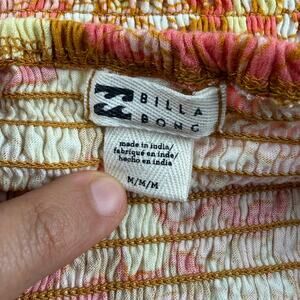 BILLA
BONG
made in india/
fabriqué en inde/
hecho en india
M/M/M